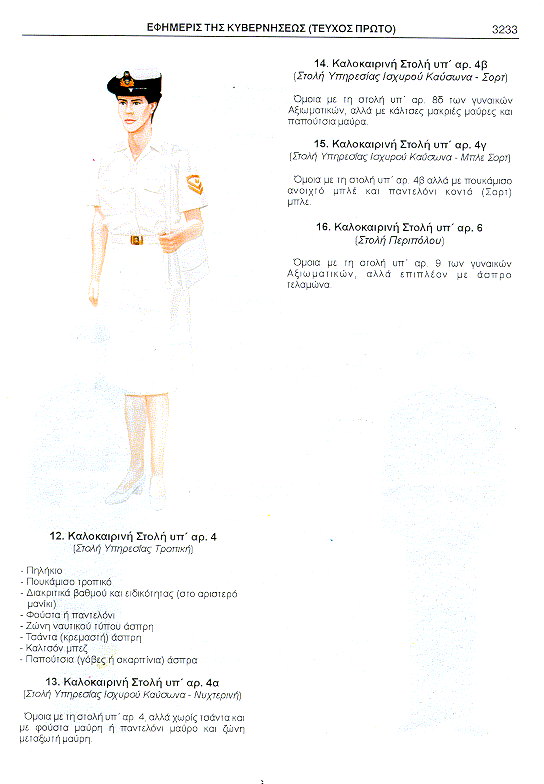 ΕΦΗΜΕΡΙΣ ΤΗΣ ΚΥΒΕΡΝΗΣΕΩΣ (ΤΕΥΧΟΣ ΠΡΩΤΟ) 3233
12. Καλοκαιρινή Στολή υπ΄ αρ. 4
(Στολή Υπηρεσίας Τροπική)
- Πηλήκιο
- Πουκάμισο τροπικό
- Διακριτικά βαθμού και ειδικότητας (στο αριστερό
μανίκι)
- Φούστα ή παντελόνι
- Ζώνη ναυτικού τύπου άσπρη
- Τσάντα (κρεμαστή) άσπρη
- Καλτσόν μπεζ
- Παπούτσια (γόβες ή σκαρπίνια) άσπρα
13. Καλοκαιρινή Στολή υπ΄ αρ. 4α
(Στολή Υπηρεσίας Ισχυρού Καύσωνα - Νυχτερινή)
Όμοια με τη στολή υπ΄ αρ. 4, αλλά χωρίς τσάντα και
με φούστα μαύρη ή παντελόνι μαύρο και ζώνη
μεταξωτή μαύρη.
14. Καλοκαιρινή Στολή υπ΄ αρ. 4β
(Στολή Υπηρεσίας Ισχυρού Καύσωνα - Σορτ)
Όμοια με τη στολή υπ΄ αρ. 8δ των γυναικών
Αξιωματικών, αλλά με κάλτσες μακριές μαύρες και
παπούτσια μαύρα.
15. Καλοκαιρινή Στολή υπ΄ αρ. 4γ
(Στολή Υπηρεσίας Ισχυρού Καύσωνα - Μπλε Σορτ)
Όμοια με τη στολή υπ΄ αρ. 4β αλλά με πουκάμισο
ανοιχτό μπλέ και παντελόνι κοντό (Σορτ)
μπλε.
16. Καλοκαιρινή Στολή υπ΄ αρ. 6
(Στολή Περιπόλου)
Όμοια με τη στολή υπ΄ αρ. 9 των γυναικών
Αξιωματικών, αλλά επιπλέον με άσπρο
τελαμώνα.